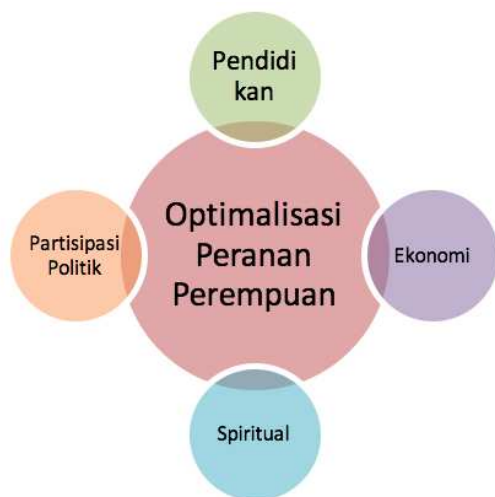 Pendidi
kan
Optimalisasi
Peranan
Perempuan
Partisipasi
Politik
Ekonomi
Spiritual